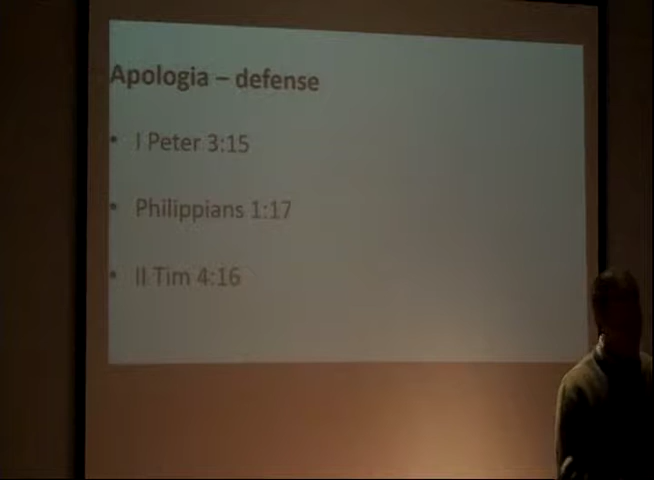 Apologia – defense
• I Peter 3:15
• Philippians 1:17
• II Tim 4:16